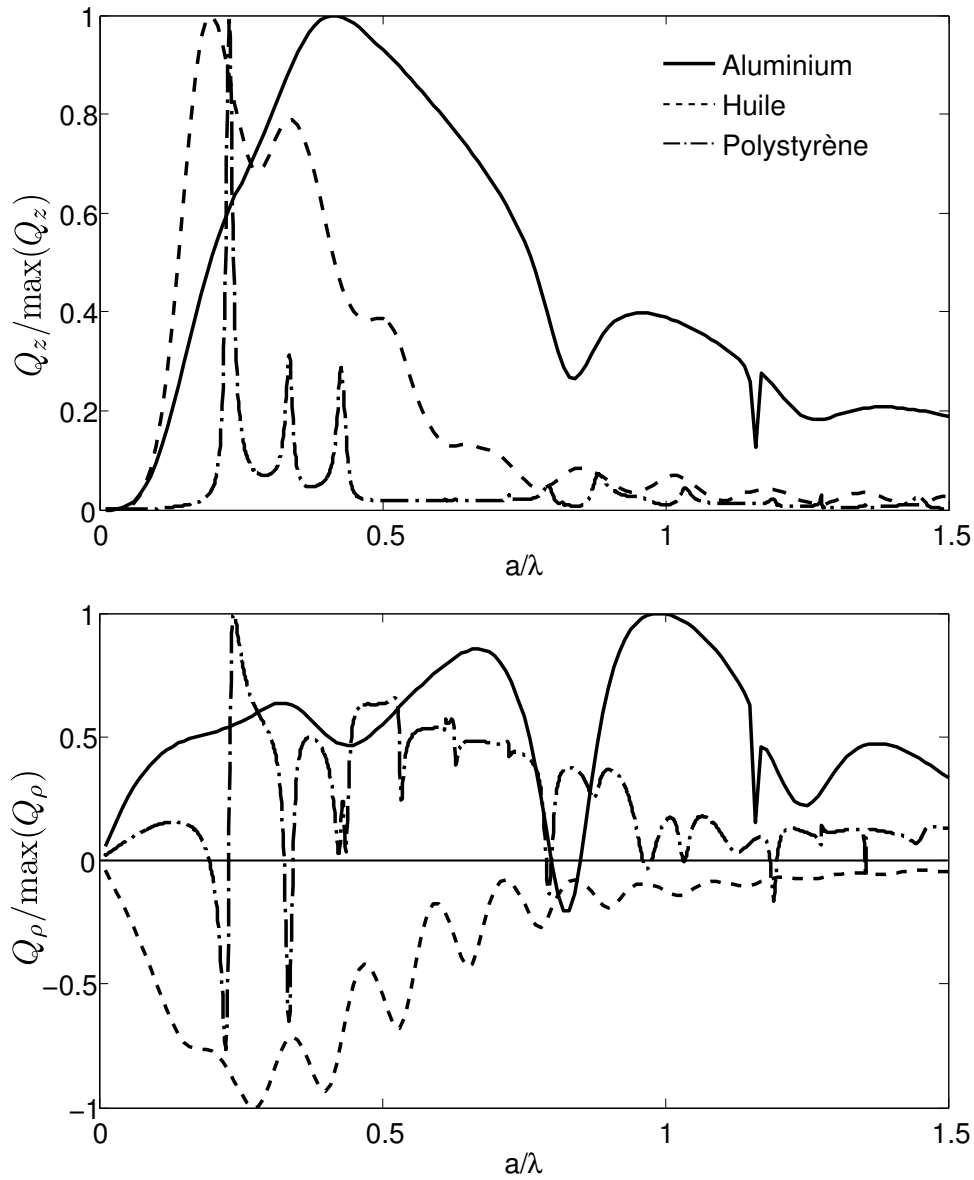 1
0.8
0.6
0.4
0.2
0
0
0.5
1
1.5
Q_z/max(Q_z)
a/λ
Aluminium
Huile
Polystyrène
1
0.5
0
−0.5
−1
0
0.5
1
1.5
Q_ρ/max(Q_ρ)
a/λ